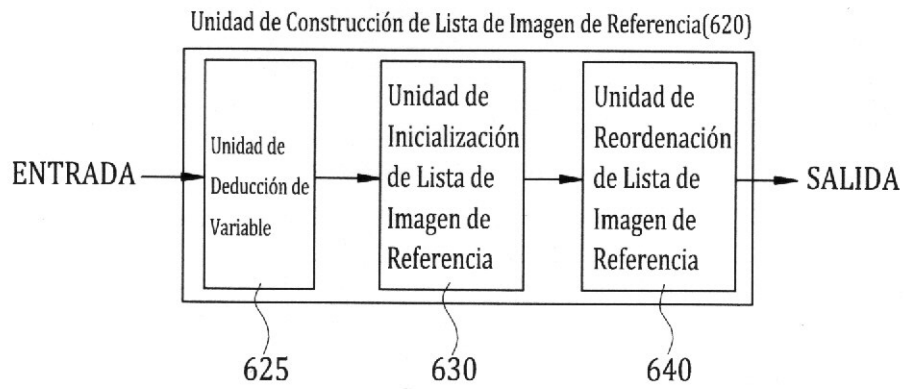 Unidad de Construcción de Lista de Imagen de Referencia(620)
ENTRADA
Unidad de
Deducción de
Variable
Unidad de
Inicialización
de Lista de
Imagen de
Referencia
Unidad de
Reordenación
de Lista de
Imagen de
Referencia
SALIDA
625
630
640